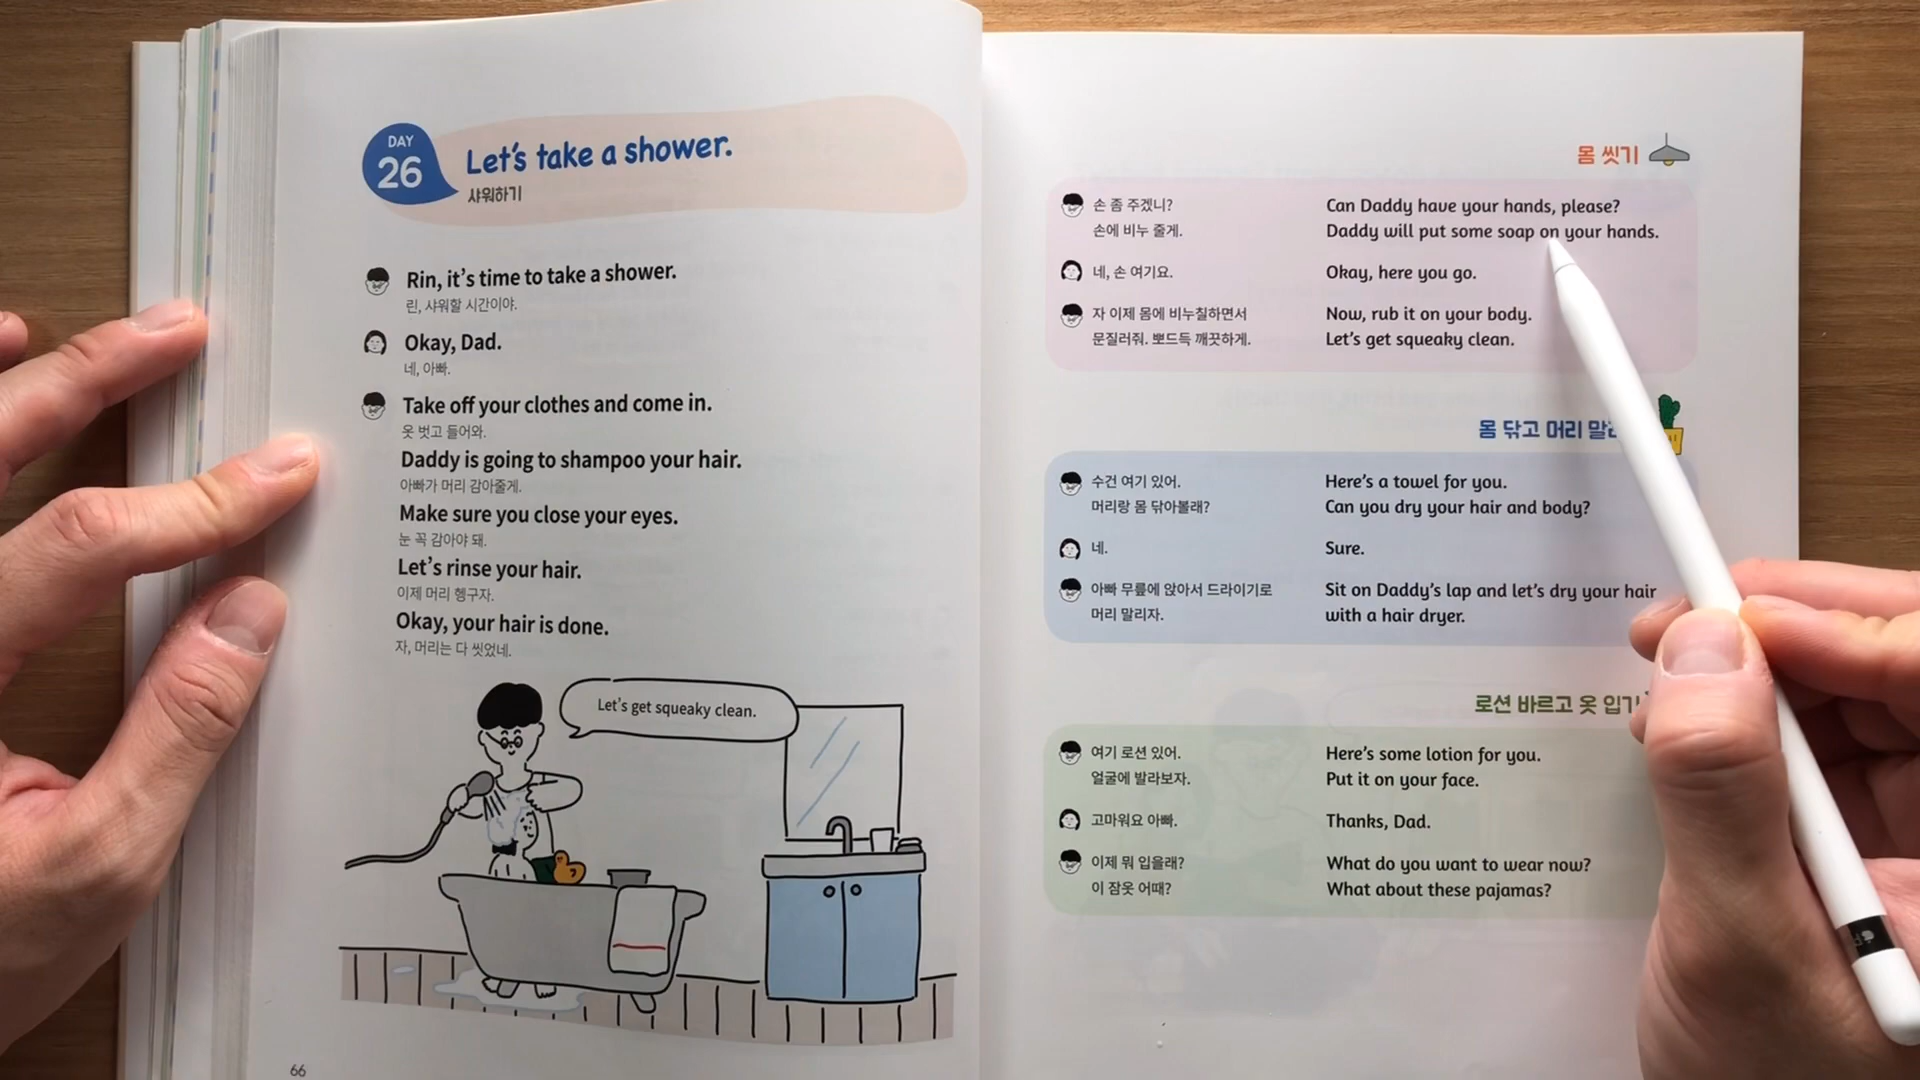 DAY
26
Let's take a shower.
샤워하기
Rin, it's time to take a shower.
린, 샤워할 시간이야.
Okay, Dad.
네, 아빠.
Take off your clothes and come in.
옷 벗고 들어와.
Daddy is going to shampoo your hair.
아빠가 머리 감아줄게.
Make sure you close your eyes.
눈 꼭 감아야 돼.
Let's rinse your hair.
이제 머리 헹구자.
Okay, your hair is done.
자, 머리는 다 씻었네.
Let's get squeaky clean.
66
몸 씻기
손 좀 주겠니? Can Daddy have your hands, please?
손에 비누 줄게. Daddy will put some soap on your hands.
네, 손 여기요. Okay, here you go.
자 이제 몸에 비누칠하면서 Now, rub it on your body.
문질러줘. 뽀드득 깨끗하게. Let's get squeaky clean.
몸 닦고 머리
수건 여기 있어. Here's a towel for you.
머리랑 몸 닦아볼래? Can you dry your hair and body?
네. Sure.
아빠 무릎에 앉아서 드라이기로 Sit on Daddy's lap and let's dry your hair
머리 말리자. with a hair dryer.
로션 바르고 옷 입기
여기 로션 있어. Here's some lotion for you.
얼굴에 발라보자. Put it on your face.
고마워요 아빠. Thanks, Dad.
이제 뭐 입을래? What do you want to wear now?
이 잠옷 어때? What about these pajamas?